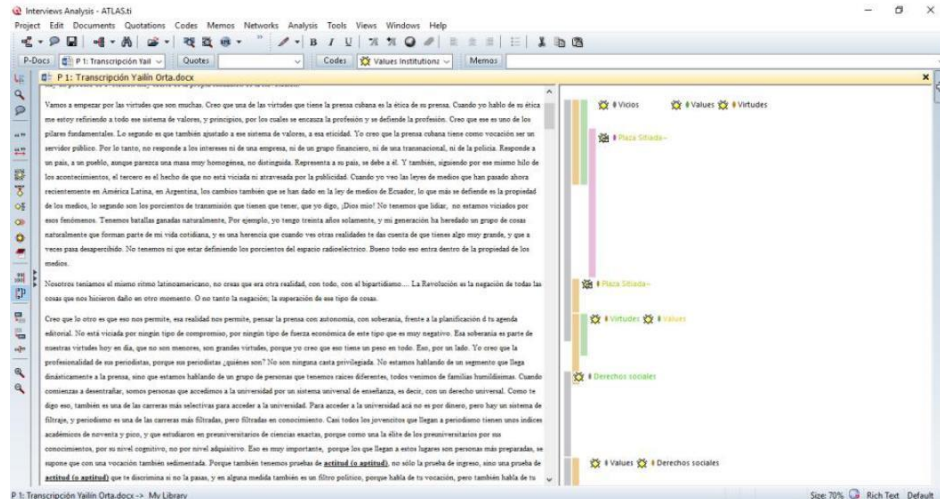 Interviews Analysis - ATLAS.ti
Project Edit Documents Quotations Codes Memos Networks Analysis Tools Views Windows Help
P-Docs P 1: Transcripción Yail Quotes Codes Values Instituciona Memos
P 1: Transcripción Yailín Orta.docx
Vamos a empezar por las virtudes que son muchas. Creo que una de las virtudes que tiene la prensa cubana es la ética de su prensa. Cuando yo hablo de su ética
me estoy refiriendo a todo ese sistema de valores, y principios, por los cuales se encauza la profesión y se defiende la profesión. Creo que ese es uno de los
pilares fundamentales. Lo segundo es que también ajustado a ese sistema de valores, a esa eticidad. Yo creo que la prensa cubana tiene como vocación ser un
servidor público. Por lo tanto, no responde a los intereses ni de una empresa, ni de un grupo financiero, ni de una transnacional, ni de la policía. Responde a
un país, a un pueblo, aunque parezca una masa muy homogénea, no distinguida. Representa a su país, se debe a él. Y también, siguiendo por ese mismo hilo de
los acontecimientos, el tercero es el hecho de que no está viciada ni atravesada por la publicidad. Cuando yo veo las leyes de medios que han pasado ahora
recientemente en América Latina, en Argentina, los cambios también que se han dado en la ley de medios de Ecuador, lo que más se defiende es la propiedad
de los medios, lo segundo son los porcientos de transmisión que tienen que tener, que yo digo, ¡Dios mío! No tenemos que lidiar, no estamos viciados por
esos fenómenos. Tenemos batallas ganadas naturalmente, Por ejemplo, yo tengo treinta años solamente, y mi generación ha heredado un grupo de cosas
naturalmente que forman parte de mi vida cotidiana, y es una herencia que cuando ves otras realidades te das cuenta de que tienes algo muy grande, y que a
veces pasa desapercibido. No tenemos ni que estar definiendo los porcientos del espacio radioeléctrico. Bueno todo eso entra dentro de la propiedad de los
medios.
Nosotros teníamos el mismo ritmo latinoamericano, no creas que era otra realidad, con todo, con el bipartidismo.... La Revolución es la negación de todas las
cosas que nos hicieron daño en otro momento. O no tanto la negación; la superación de ese tipo de cosas.
Creo que lo otro es que eso nos permite, esa realidad nos permite, pensar la prensa con autonomía, con soberanía, frente a la planificación d tu agenda
editorial. No está viciada por ningún tipo de compromiso, por ningún tipo de fuerza económica de este tipo que es muy negativo. Esa soberanía es parte de
nuestras virtudes hoy en día, que no son menores, son grandes virtudes, porque yo creo que eso tiene un peso en todo. Eso, por un lado. Yo creo que la
profesionalidad de sus periodistas, porque sus periodistas ¿quiénes son? No son ninguna casta privilegiada. No estamos hablando de un segmento que llega
dinásticamente a la prensa, sino que estamos hablando de un grupo de personas que tenemos raíces diferentes, todos venimos de familias humildísimas. Cuando
comienzas a desentrañar, somos personas que accedimos a la universidad por un sistema universal de enseñanza, es decir, con un derecho universal. Como te
digo eso, también es una de las carreras más selectivas para acceder a la universidad. Para acceder a la universidad acá no es por dinero, pero hay un sistema de
filtraje, y periodismo es una de las carreras más filtradas, pero filtradas en conocimiento. Casi todos los jovencitos que llegan a periodismo tienen unos índices
académicos de noventa y pico, y que estudiaron en preuniversitarios de ciencias exactas, porque como una la élite de los preuniversitarios por sus
conocimientos, por su nivel cognitivo, no por nivel adquisitivo. Eso es muy importante, porque los que llegan a estos lugares son personas más preparadas, se
supone que con una vocación también sedimentada. Porque también tenemos pruebas de actitud (o aptitud), no sólo la prueba de ingreso, sino una prueba de
actitud (o aptitud) que te discrimina si no la pasas, y en alguna medida también es un filtro político, porque habla de tu vocación, pero también habla de tu
Vicios Values Virtudes
Plaza Sitiada~
Plaza Sitiada~
Virtudes Values
Derechos sociales
Values Derechos sociales
P 1: Transcripción Yailín Orta.docx -> My Library Size: 70% Rich Text Default